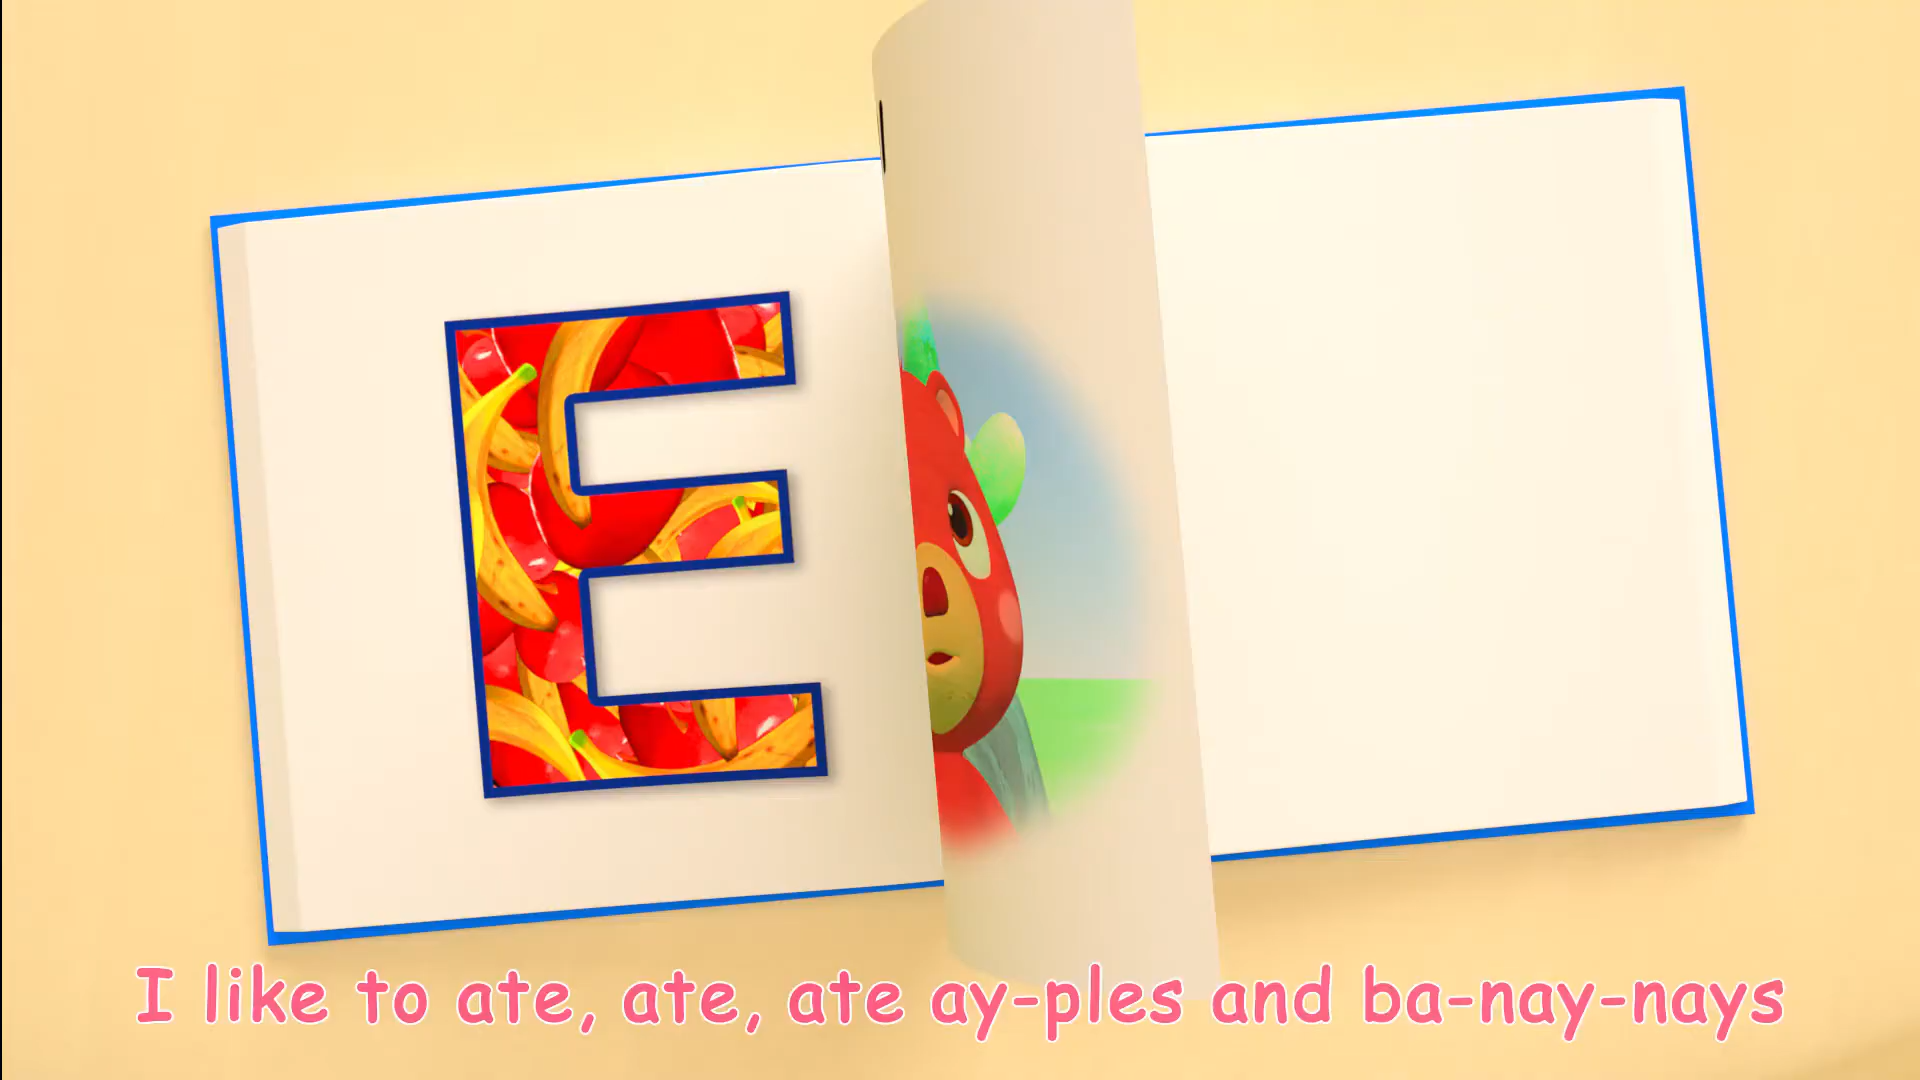 E
I like to ate, ate, ate ay-ples and ba-nay-nays